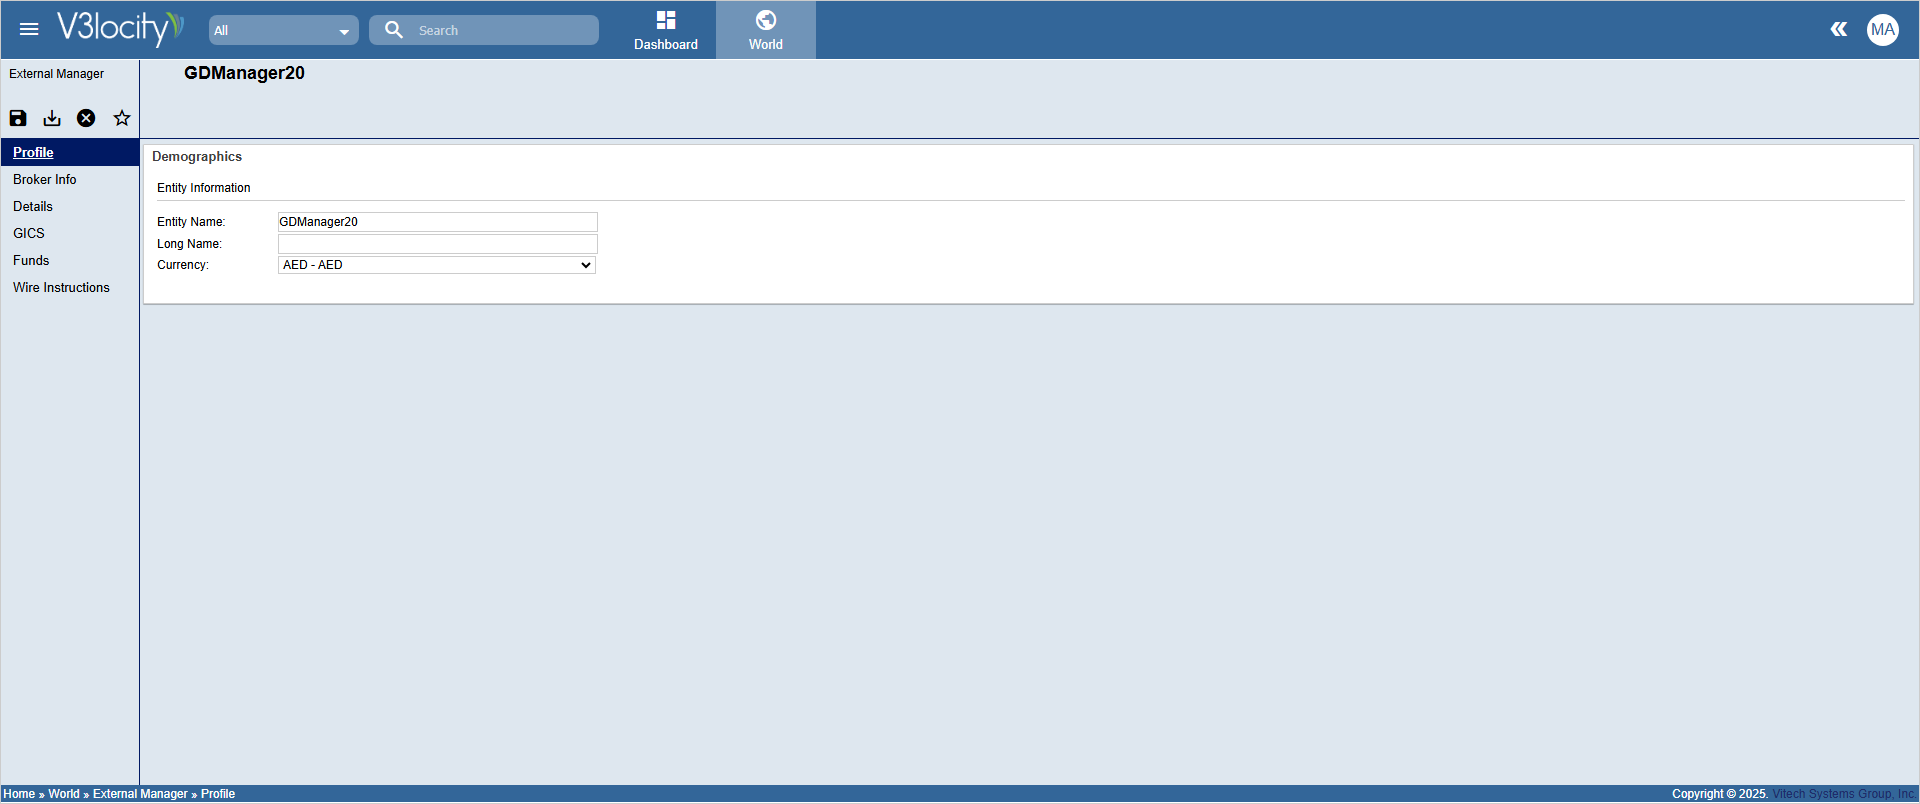 V3locity
All
Search
Dashboard
World
MA
External Manager
GDManager20
Profile
Broker Info
Details
GICS
Funds
Wire Instructions
Demographics
Entity Information
Entity Name: GDManager20
Long Name:
Currency: AED - AED
Home » World » External Manager » Profile
Copyright © 2025. Vitech Systems Group, Inc.